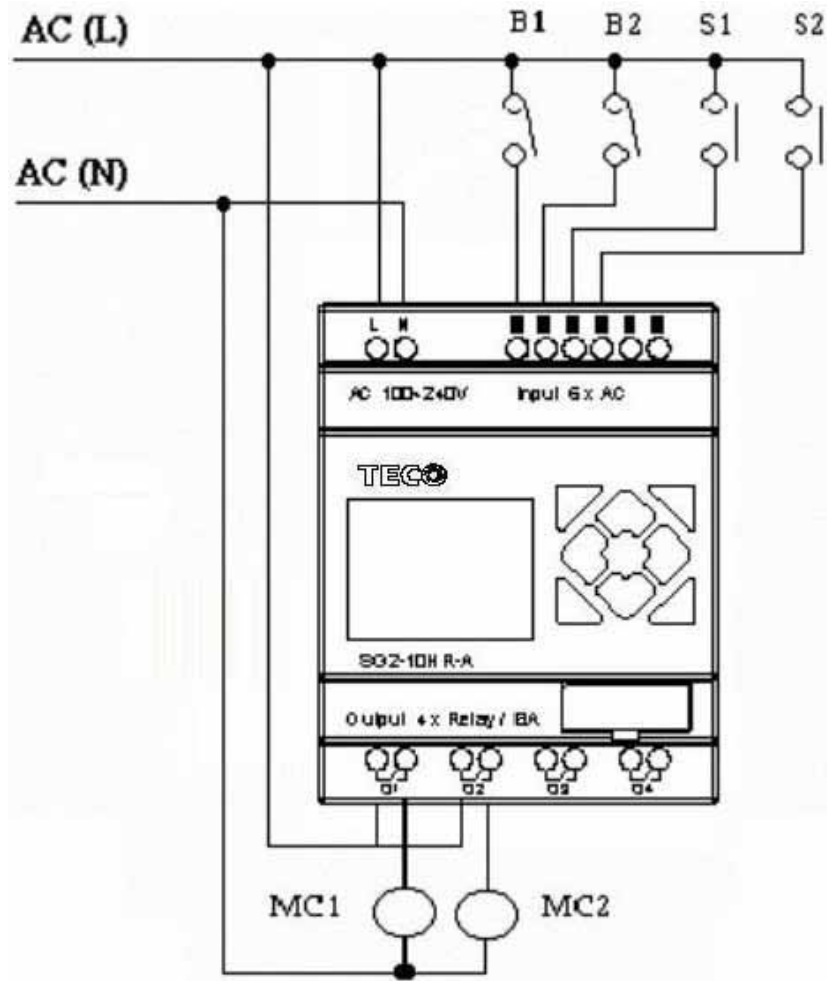 AC (L)
B1 B2 S1 S2
AC (N)
L N
AC 100~240V Input 6 x AC
TECO
SG2-10H R-A
Output 4 x Relay / 8A
Q1 Q2 Q3 Q4
MC1 MC2